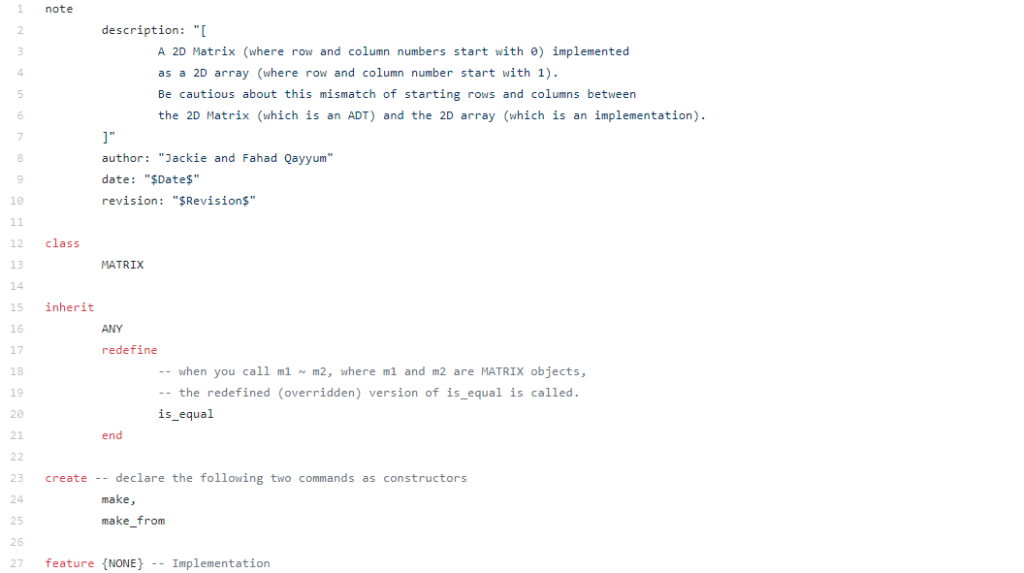 1 note
2 description: "[
3 A 2D Matrix (where row and column numbers start with 0) implemented
4 as a 2D array (where row and column number start with 1).
5 Be cautious about this mismatch of starting rows and columns between
6 the 2D Matrix (which is an ADT) and the 2D array (which is an implementation).
7 ]"
8 author: "Jackie and Fahad Qayyum"
9 date: "$Date$"
10 revision: "$Revision$"
11
12 class
13 MATRIX
14
15 inherit
16 ANY
17 redefine
18 -- when you call m1 ~ m2, where m1 and m2 are MATRIX objects,
19 -- the redefined (overridden) version of is_equal is called.
20 is_equal
21 end
22
23 create -- declare the following two commands as constructors
24 make,
25 make_from
26
27 feature {NONE} -- Implementation